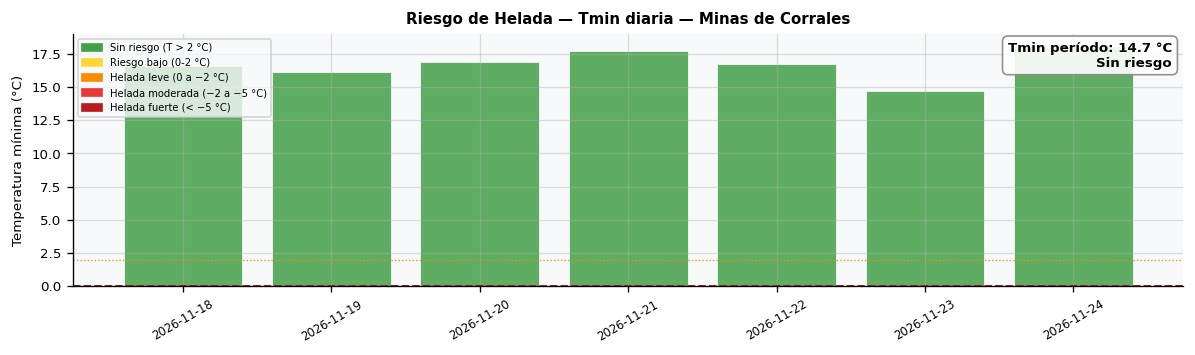 Riesgo de Helada — Tmin diaria — Minas de Corrales
Temperatura mínima (°C)
17.5
15.0
12.5
10.0
7.5
5.0
2.5
0.0
Sin riesgo (T > 2 °C)
Riesgo bajo (0-2 °C)
Helada leve (0 a −2 °C)
Helada moderada (−2 a −5 °C)
Helada fuerte (< −5 °C)
Tmin período: 14.7 °C
Sin riesgo
2026-11-18
2026-11-19
2026-11-20
2026-11-21
2026-11-22
2026-11-23
2026-11-24